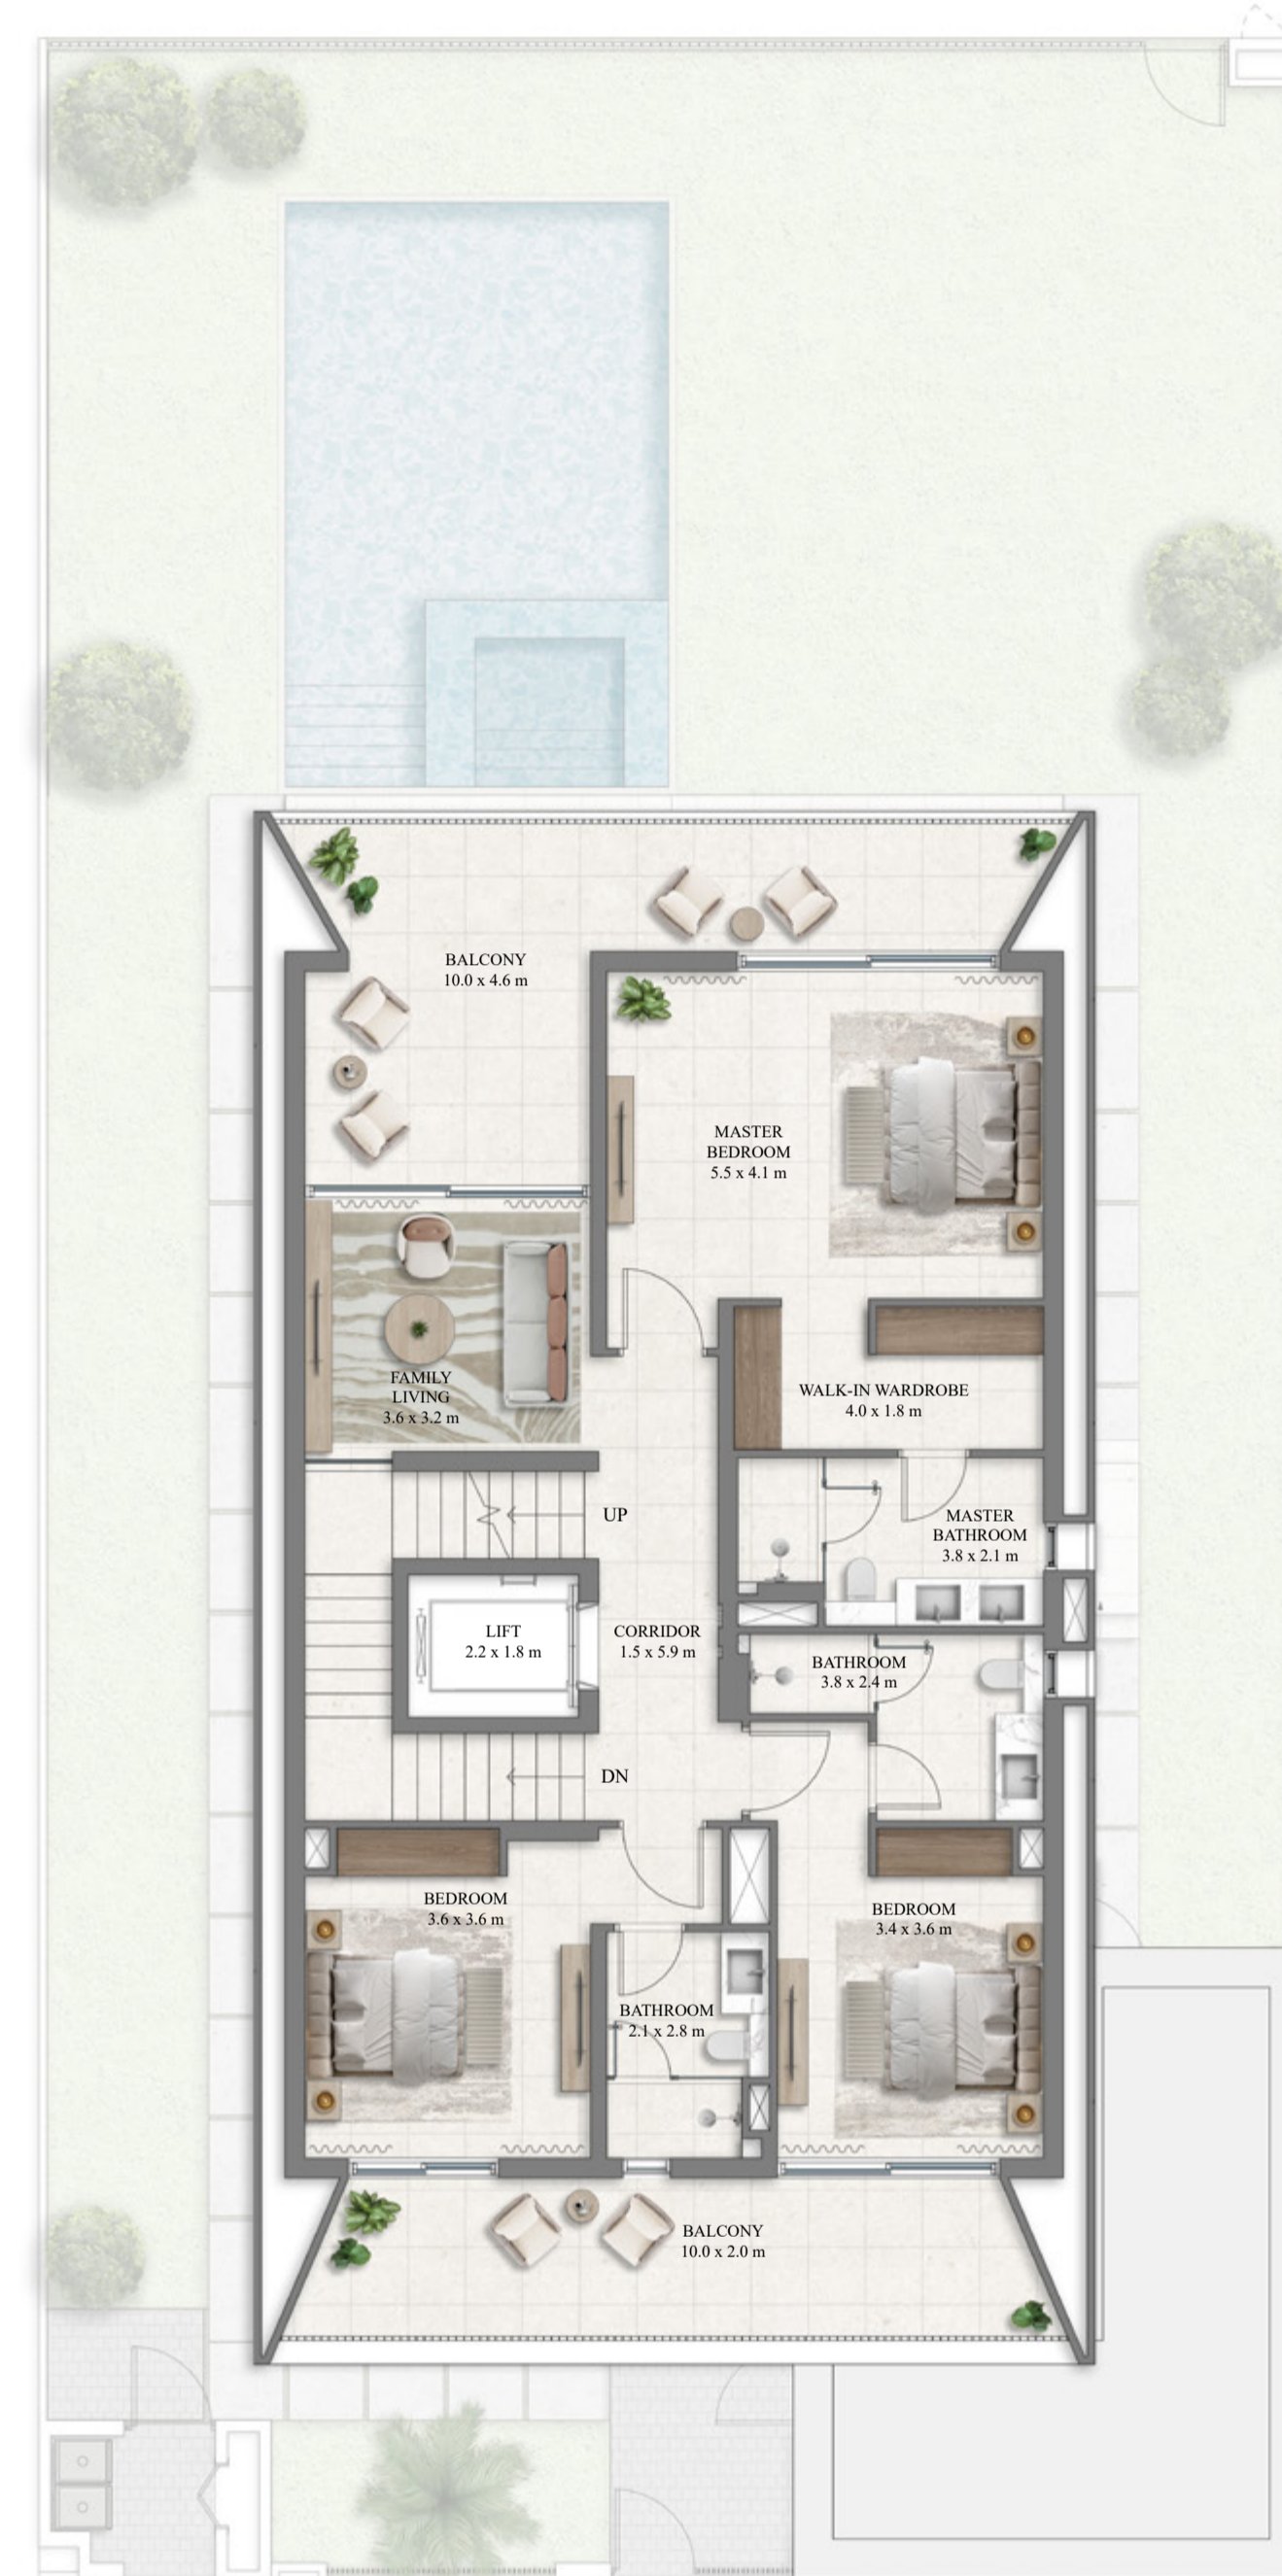 BALCONY
10.0 x 4.6 m
MASTER
BEDROOM
5.5 x 4.1 m
FAMILY
LIVING
3.6 x 3.2 m
WALK-IN WARDROBE
4.0 x 1.8 m
UP
MASTER
BATHROOM
3.8 x 2.1 m
LIFT
2.2 x 1.8 m
CORRIDOR
1.5 x 5.9 m
BATHROOM
3.8 x 2.4 m
DN
BEDROOM
3.6 x 3.6 m
BEDROOM
3.4 x 3.6 m
BATHROOM
2.1 x 2.8 m
BALCONY
10.0 x 2.0 m